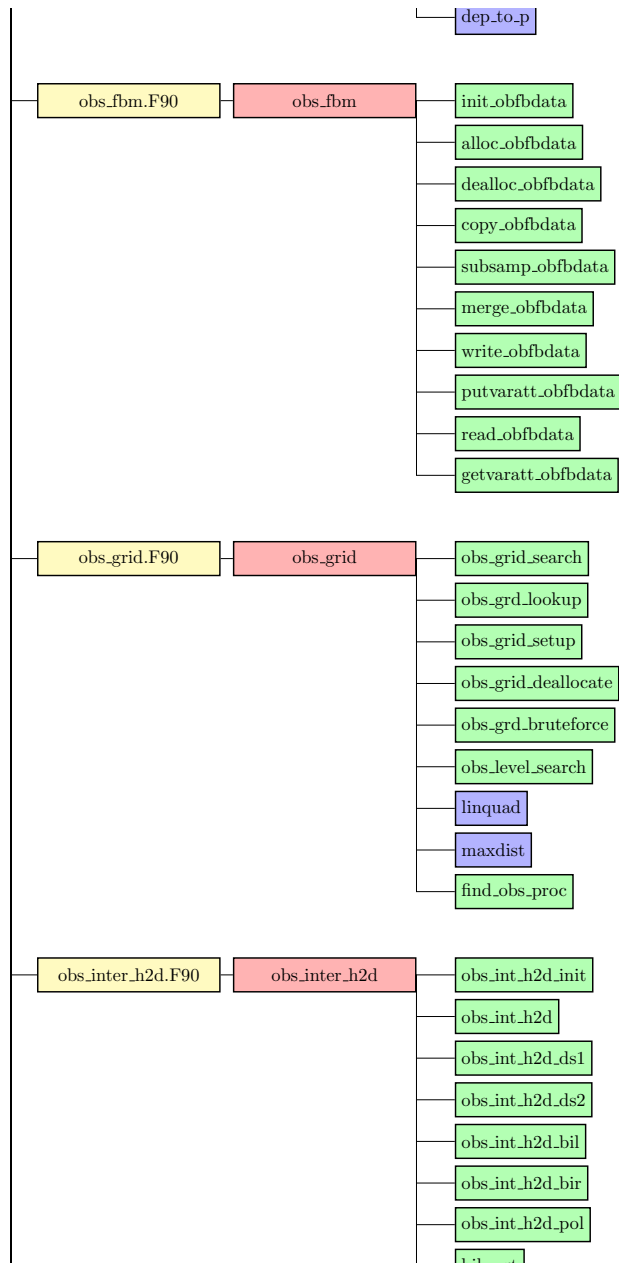 dep_to_p
obs_fbm.F90 obs_fbm init_obfbdata
alloc_obfbdata
dealloc_obfbdata
copy_obfbdata
subsamp_obfbdata
merge_obfbdata
write_obfbdata
putvaratt_obfbdata
read_obfbdata
getvaratt_obfbdata
obs_grid.F90 obs_grid obs_grid_search
obs_grd_lookup
obs_grid_setup
obs_grid_deallocate
obs_grd_bruteforce
obs_level_search
linquad
maxdist
find_obs_proc
obs_inter_h2d.F90 obs_inter_h2d obs_int_h2d_init
obs_int_h2d
obs_int_h2d_ds1
obs_int_h2d_ds2
obs_int_h2d_bil
obs_int_h2d_bir
obs_int_h2d_pol